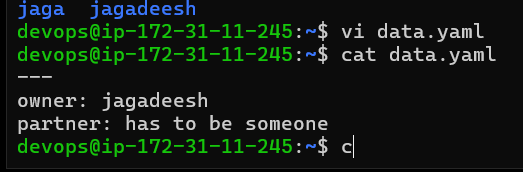 jaga  jagadeesh
devops@ip-172-31-11-245:~$ vi data.yaml
devops@ip-172-31-11-245:~$ cat data.yaml
---
owner: jagadeesh
partner: has to be someone
devops@ip-172-31-11-245:~$ c